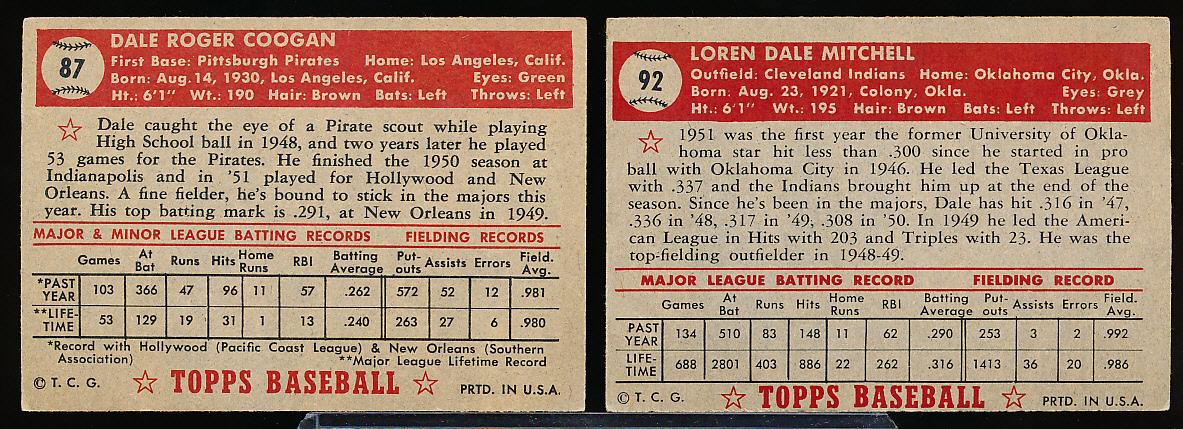 87
DALE ROGER COOGAN
First Base: Pittsburgh Pirates Home: Los Angeles, Calif.
Born: Aug. 14, 1930, Los Angeles, Calif. Eyes: Green
Ht.: 6'1" Wt.: 190 Hair: Brown Bats: Left Throws: Left
Dale caught the eye of a Pirate scout while playing
High School ball in 1948, and two years later he played
53 games for the Pirates. He finished the 1950 season at
Indianapolis and in '51 played for Hollywood and New
Orleans. A fine fielder, he's bound to stick in the majors this
year. His top batting mark is .291, at New Orleans in 1949.
MAJOR & MINOR LEAGUE BATTING RECORDS FIELDING RECORDS
Games At Bat Runs Hits Home Runs RBI Batting Average Put-outs Assists Errors Field. Avg.
*PAST YEAR 103 366 47 96 11 57 .262 572 52 12 .981
**LIFE-TIME 53 129 19 31 1 13 .240 263 27 6 .980
*Record with Hollywood (Pacific Coast League) & New Orleans (Southern
Association) **Major League Lifetime Record
© T. C. G. TOPPS BASEBALL PRTD. IN U.S.A.
92
LOREN DALE MITCHELL
Outfield: Cleveland Indians Home: Oklahoma City, Okla.
Born: Aug. 23, 1921, Colony, Okla. Eyes: Grey
Ht.: 6'1" Wt.: 195 Hair: Brown Bats: Left Throws: Left
1951 was the first year the former University of Okla-
homa star hit less than .300 since he started in pro
ball with Oklahoma City in 1946. He led the Texas League
with .337 and the Indians brought him up at the end of the
season. Since he's been in the majors, Dale has hit .316 in '47,
.336 in '48, .317 in '49, .308 in '50. In 1949 he led the Ameri-
can League in Hits with 203 and Triples with 23. He was the
top-fielding outfielder in 1948-49.
MAJOR LEAGUE BATTING RECORD FIELDING RECORD
Games At Bat Runs Hits Home Runs RBI Batting Average Put-outs Assists Errors Field. Avg.
PAST YEAR 134 510 83 148 11 62 .290 253 3 2 .992
LIFE-TIME 688 2801 403 886 22 262 .316 1413 36 20 .986
© T. C. G. TOPPS BASEBALL PRTD. IN U.S.A.